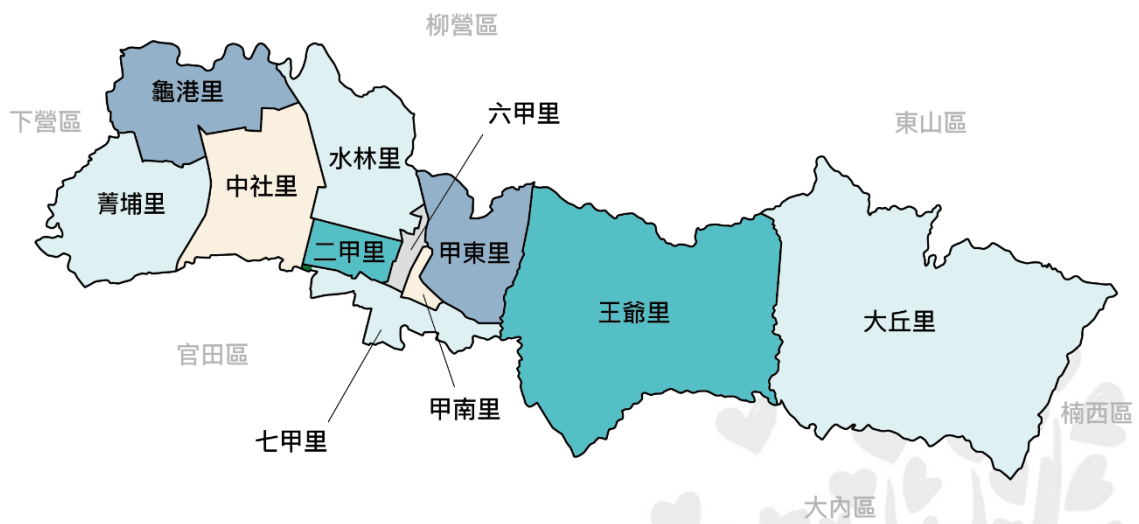 柳營區
龜港里
六甲里
下營區
東山區
水林里
中社里
菁埔里
二甲里
甲東里
王爺里
大丘里
官田區
甲南里
楠西區
七甲里
大內區